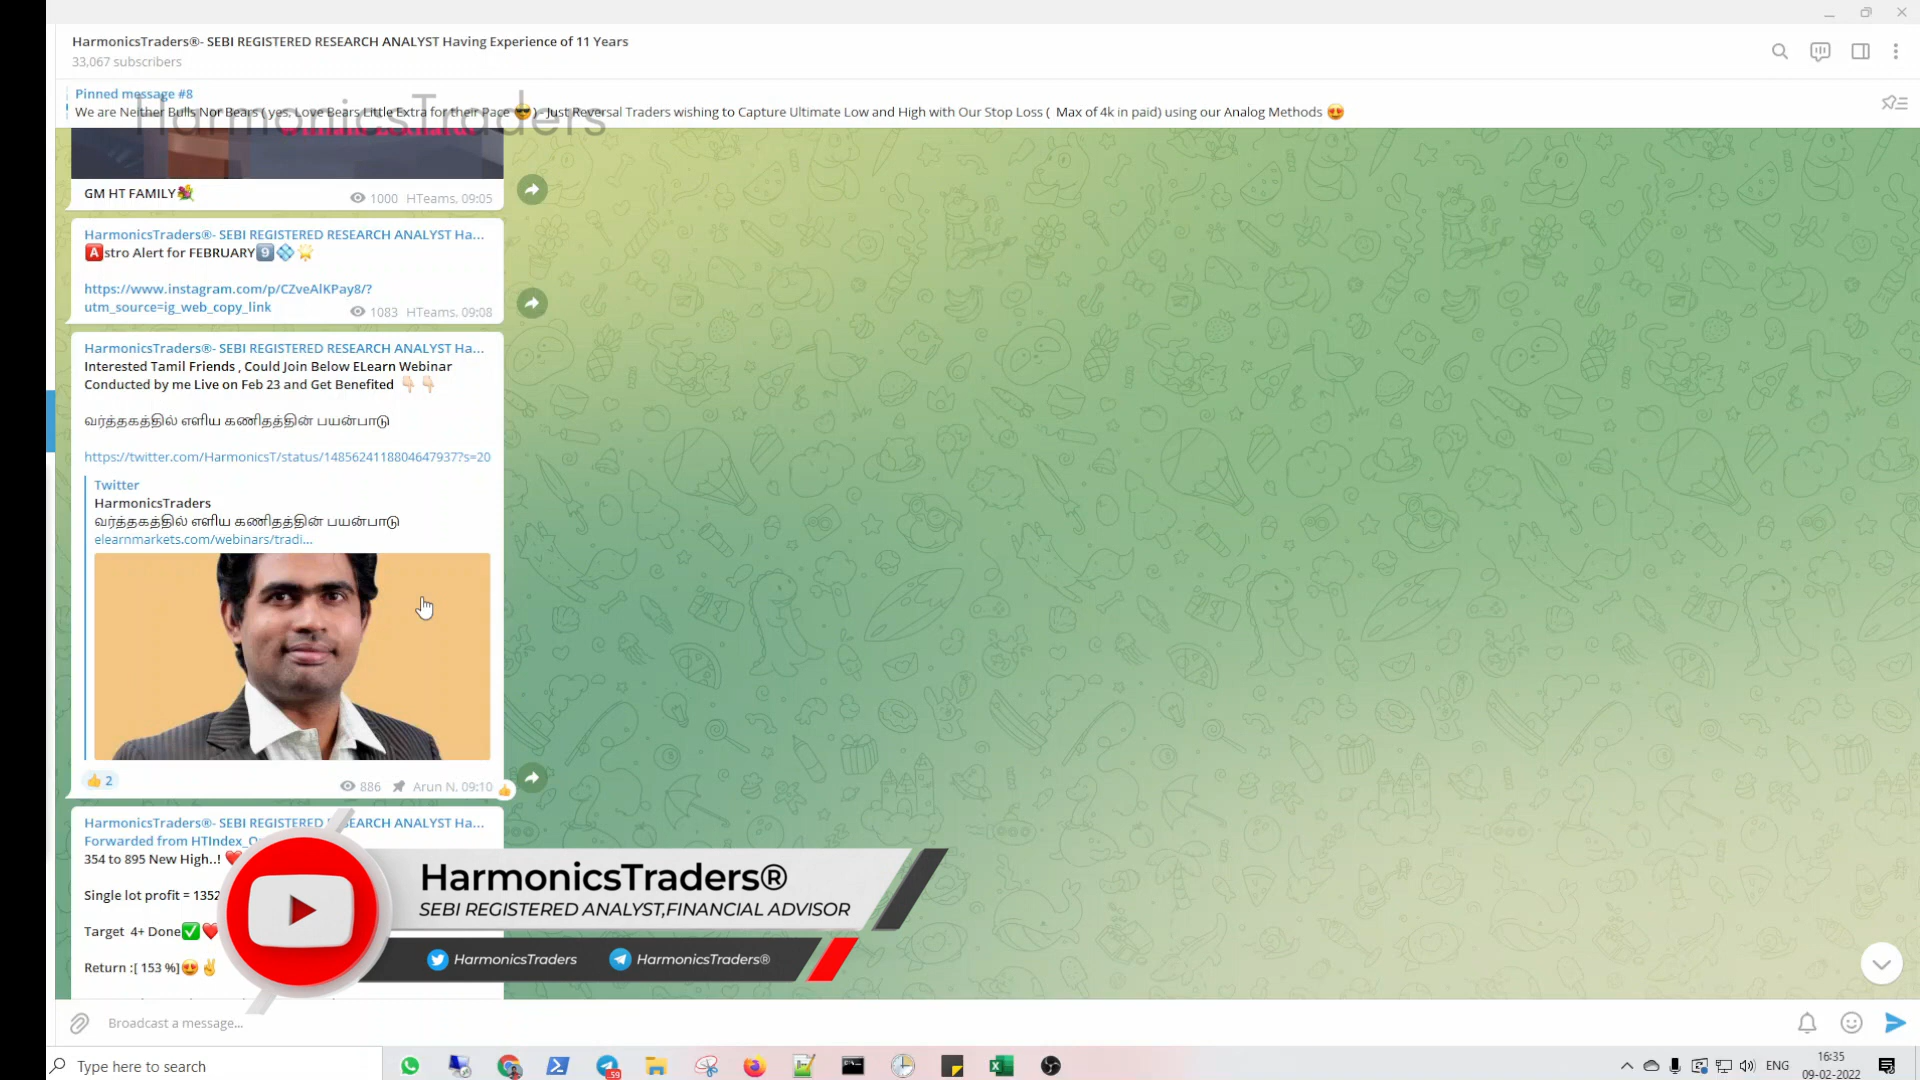 HarmonicsTraders®- SEBI REGISTERED RESEARCH ANALYST Having Experience of 11 Years
33,067 subscribers
Pinned message #8
We are Neither Bulls Nor Bears ( yes, Love Bears Little Extra for their Pace 😎) - Just Reversal Traders wishing to Capture Ultimate Low and High with Our Stop Loss ( Max of 4k in paid) using our Analog Methods 😍
HarmonicsTraders
GM HT FAMILY💐
1000 HTeams, 09:05
HarmonicsTraders®- SEBI REGISTERED RESEARCH ANALYST Ha...
🅰stro Alert for FEBRUARY9️⃣💠🌟
https://www.instagram.com/p/CZveAlKPay8/?
utm_source=ig_web_copy_link
1083 HTeams, 09:08
HarmonicsTraders®- SEBI REGISTERED RESEARCH ANALYST Ha...
Interested Tamil Friends , Could Join Below ELearn Webinar
Conducted by me Live on Feb 23 and Get Benefited 👇🏻👇🏻
வர்த்தகத்தில் எளிய கணிதத்தின் பயன்பாடு
https://twitter.com/HarmonicsT/status/1485624118804647937?s=20
Twitter
HarmonicsTraders
வர்த்தகத்தில் எளிய கணிதத்தின் பயன்பாடு
elearnmarkets.com/webinars/tradi...
👍 2
886 Arun N, 09:10
HarmonicsTraders®- SEBI REGISTERED RESEARCH ANALYST Ha...
Forwarded from HTIndex_O
354 to 895 New High..! ❤
Single lot profit = 1352
Target 4+ Done✅❤
Return :[ 153 %]😍✌
HarmonicsTraders®
SEBI REGISTERED ANALYST,FINANCIAL ADVISOR
HarmonicsTraders HarmonicsTraders®
Broadcast a message...
Type here to search
59
ENG
16:35
09-02-2022